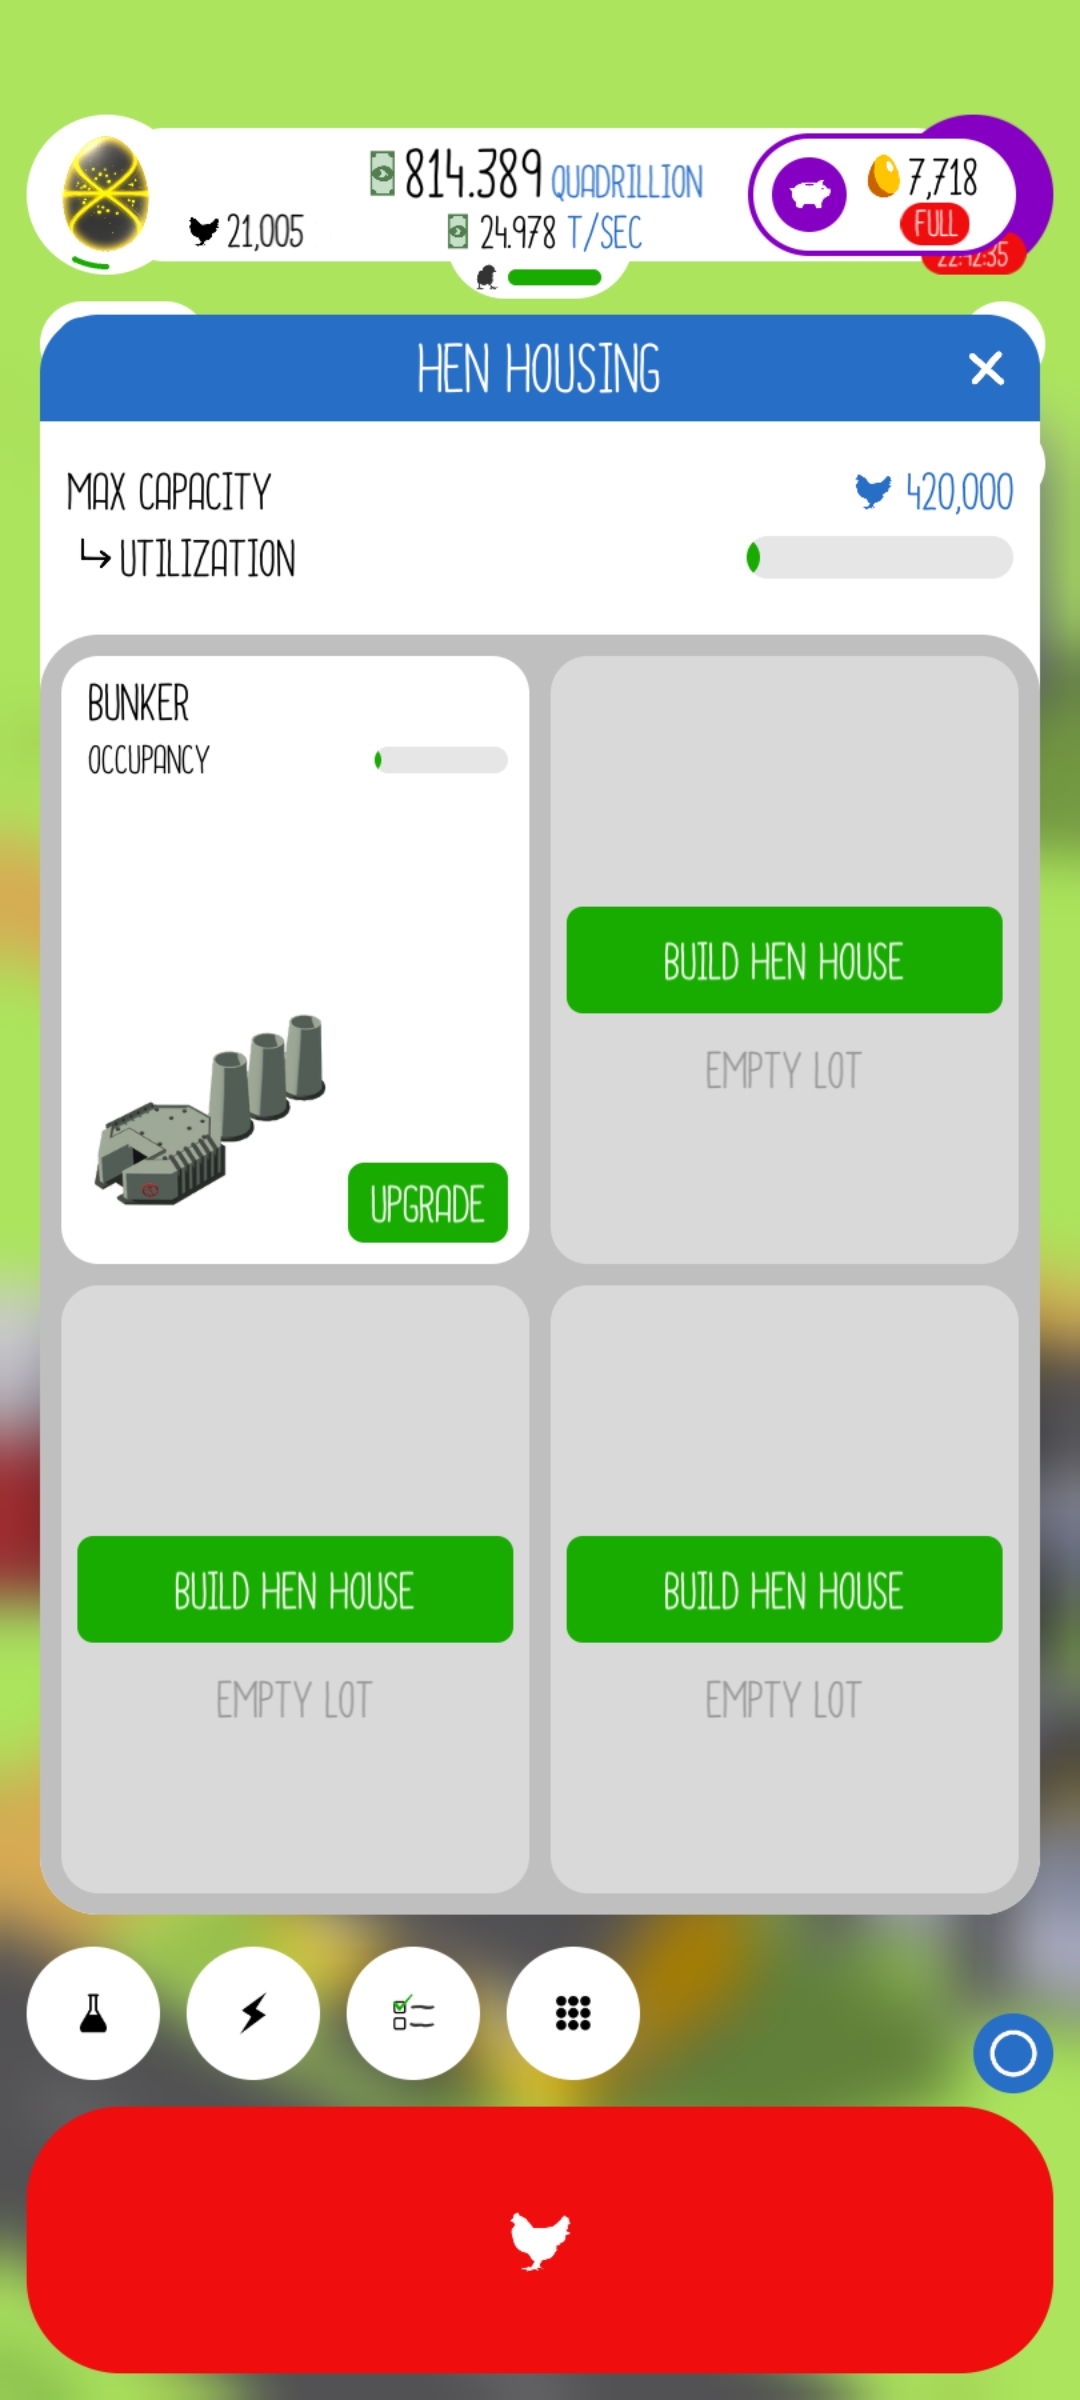 814.389 QUADRILLION
7,718
21,005
24.978 T/SEC
FULL
22:42:35
HEN HOUSING
MAX CAPACITY
420,000
UTILIZATION
BUNKER
OCCUPANCY
UPGRADE
BUILD HEN HOUSE
EMPTY LOT
BUILD HEN HOUSE
EMPTY LOT
BUILD HEN HOUSE
EMPTY LOT